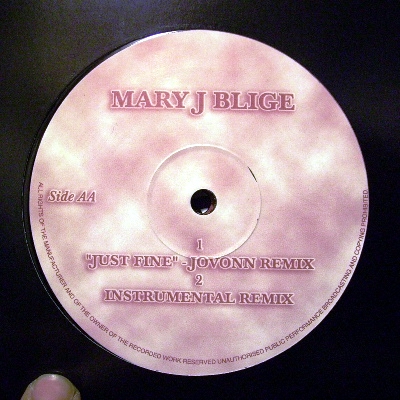 MARY J BLIGE
Side AA
1
"JUST FINE" - JOVONN REMIX
2
INSTRUMENTAL REMIX
ALL RIGHTS OF THE MANUFACTURER AND OF THE OWNER OF THE RECORDED WORK RESERVED UNAUTHORISED PUBLIC PERFORMANCE BROADCASTING AND COPYING PROHIBITED.